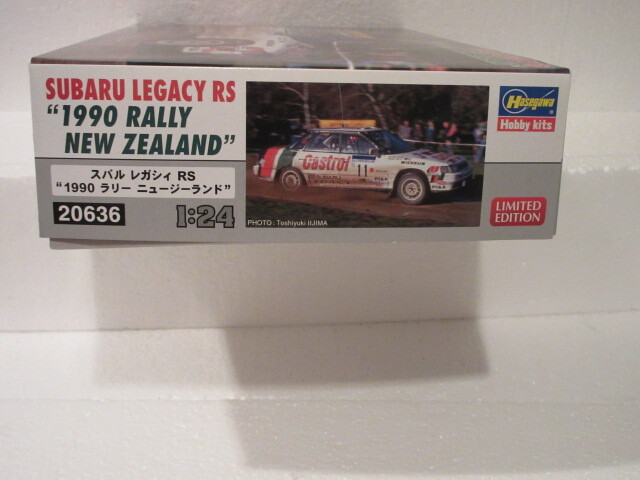 SUBARU LEGACY RS
"1990 RALLY
NEW ZEALAND"
スバル レガシィ RS
"1990 ラリー ニュージーランド"
20636
1:24
Castrol
11
PHOTO : Toshiyuki IIJIMA
Hasegawa
Hobby kits
LIMITED
EDITION